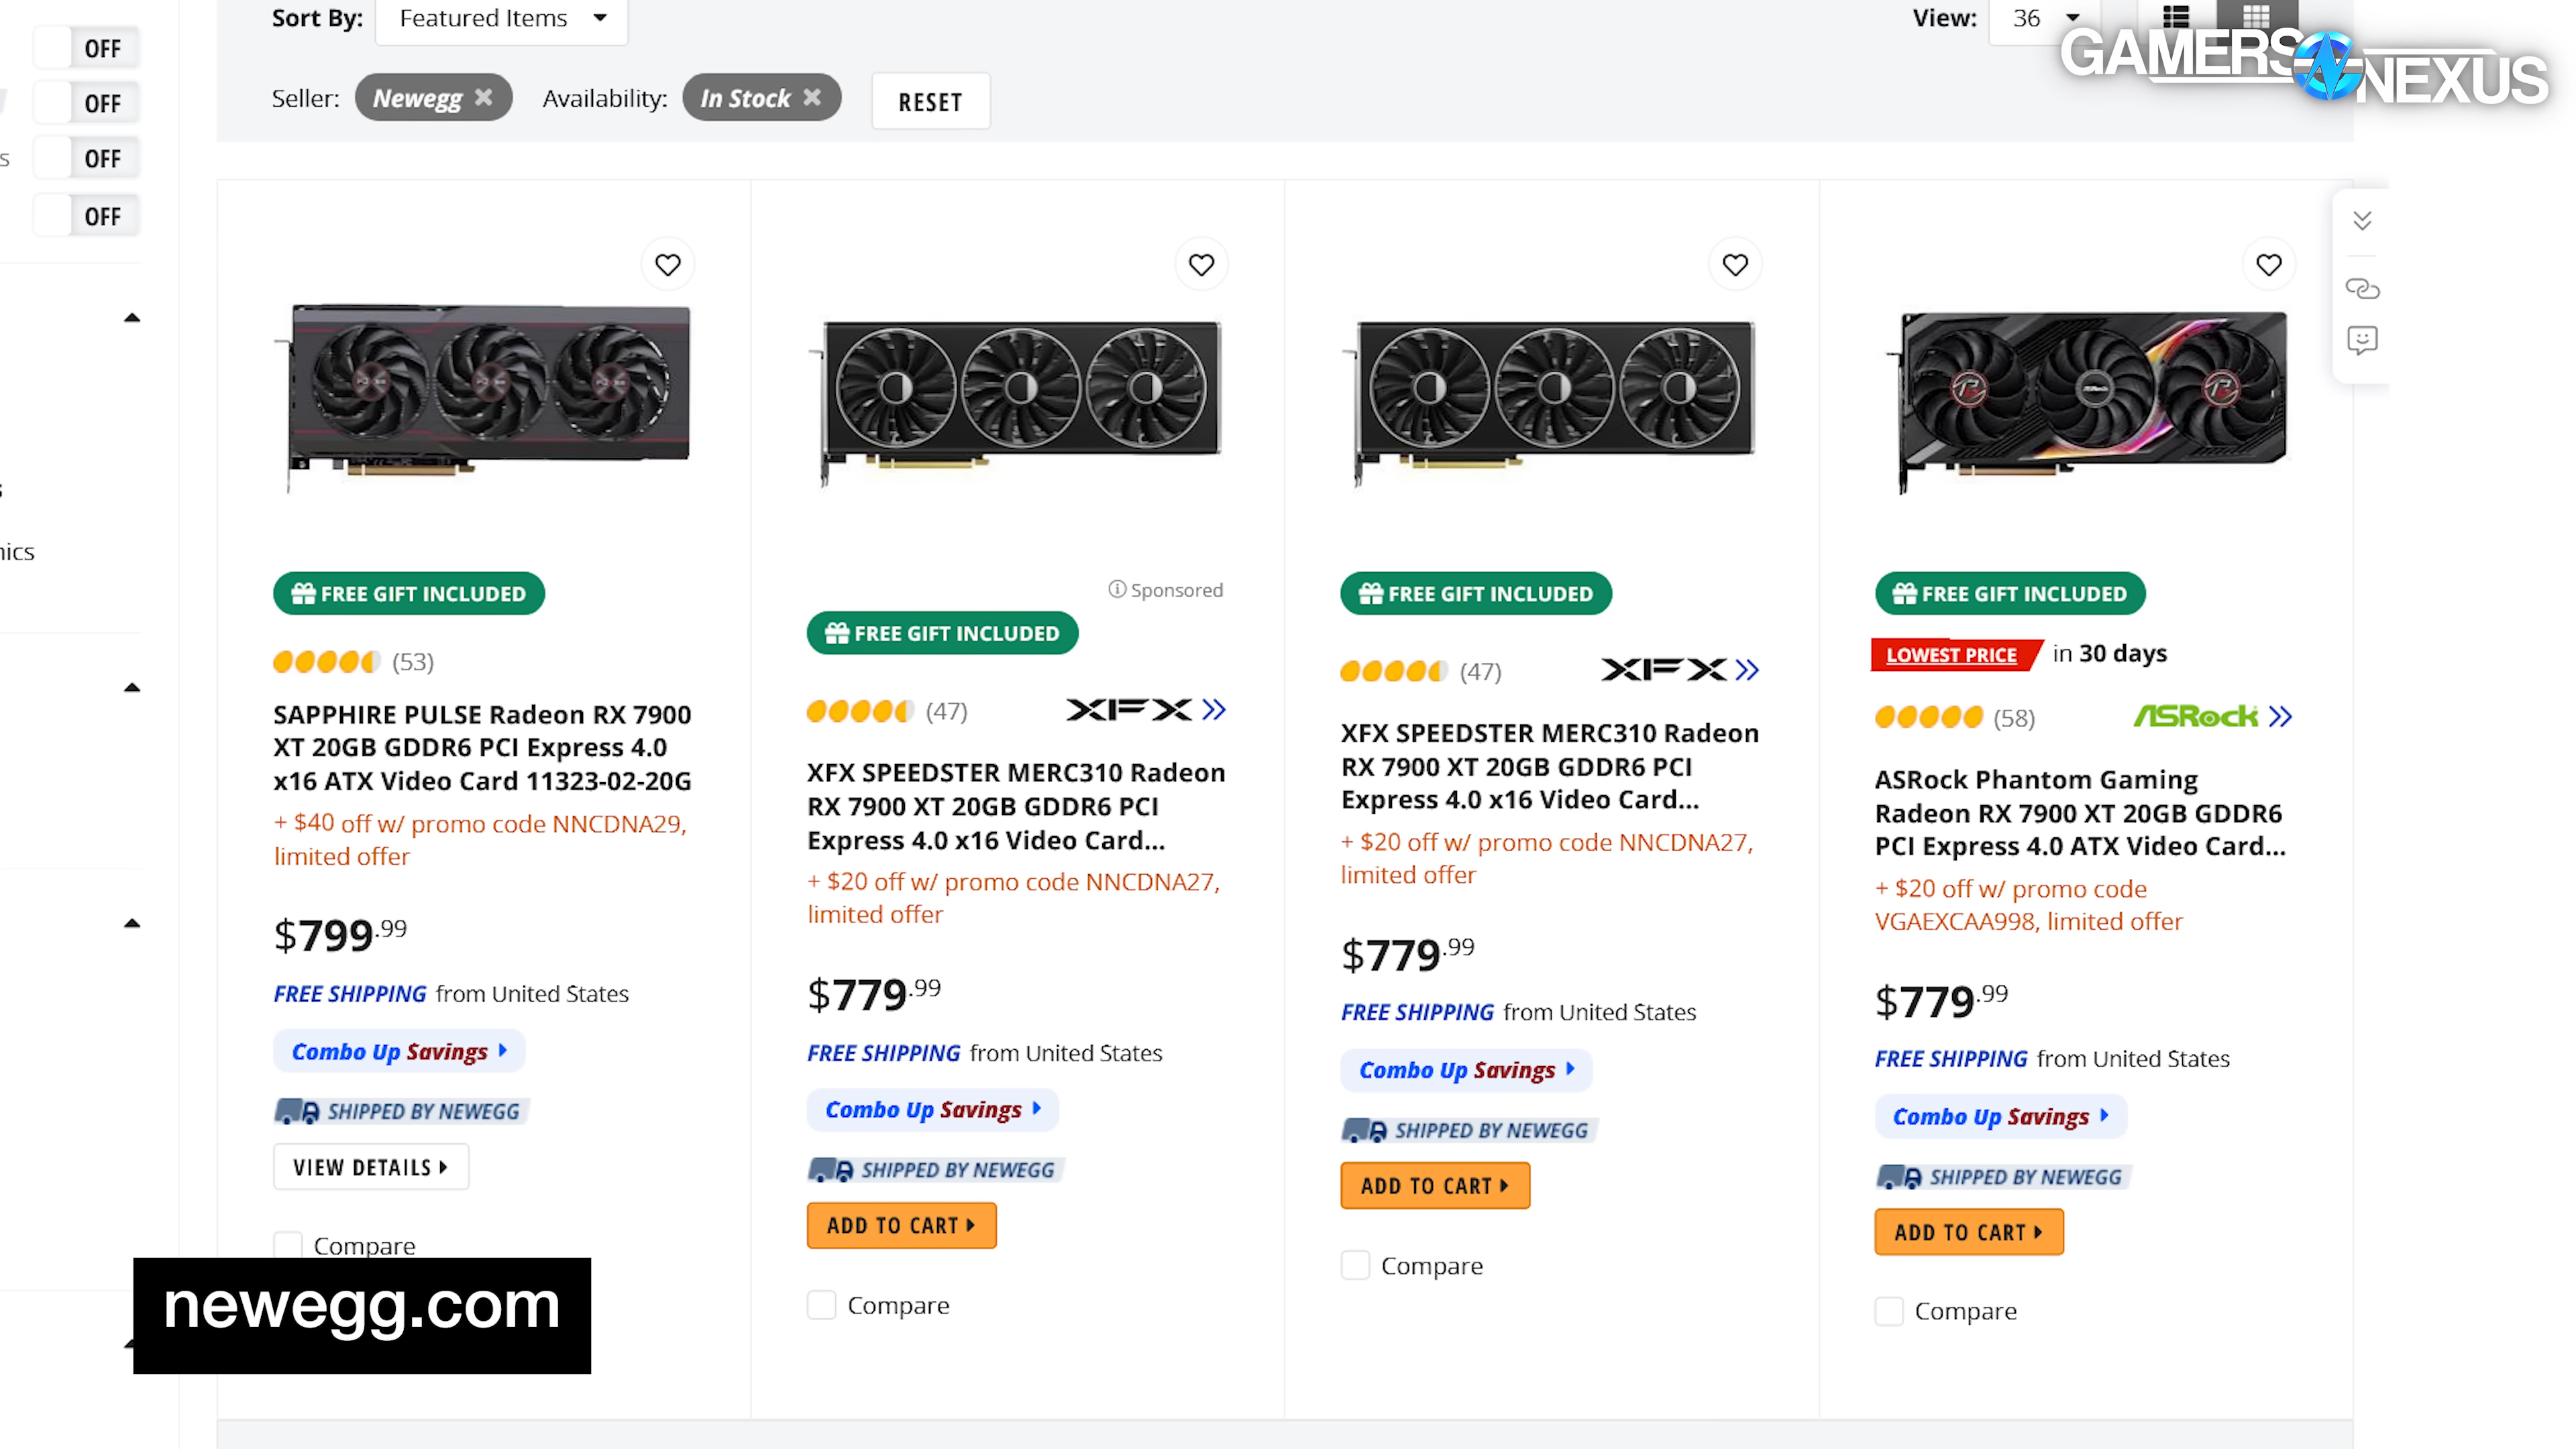 Sort By:
Featured Items
View:
36
GAMERS NEXUS
OFF
OFF
OFF
OFF
Seller:
Newegg
Availability:
In Stock
RESET
s
nics
FREE GIFT INCLUDED
(53)
SAPPHIRE PULSE Radeon RX 7900
XT 20GB GDDR6 PCI Express 4.0
x16 ATX Video Card 11323-02-20G
+ $40 off w/ promo code NNCDNA29,
limited offer
$799.99
FREE SHIPPING from United States
Combo Up Savings
SHIPPED BY NEWEGG
VIEW DETAILS
Compare
Sponsored
FREE GIFT INCLUDED
(47)
XFX
XFX SPEEDSTER MERC310 Radeon
RX 7900 XT 20GB GDDR6 PCI
Express 4.0 x16 Video Card...
+ $20 off w/ promo code NNCDNA27,
limited offer
$779.99
FREE SHIPPING from United States
Combo Up Savings
SHIPPED BY NEWEGG
ADD TO CART
Compare
FREE GIFT INCLUDED
(47)
XFX
XFX SPEEDSTER MERC310 Radeon
RX 7900 XT 20GB GDDR6 PCI
Express 4.0 x16 Video Card...
+ $20 off w/ promo code NNCDNA27,
limited offer
$779.99
FREE SHIPPING from United States
Combo Up Savings
SHIPPED BY NEWEGG
ADD TO CART
Compare
FREE GIFT INCLUDED
LOWEST PRICE in 30 days
(58)
ASRock
ASRock Phantom Gaming
Radeon RX 7900 XT 20GB GDDR6
PCI Express 4.0 ATX Video Card...
+ $20 off w/ promo code
VGAEXCAA998, limited offer
$779.99
FREE SHIPPING from United States
Combo Up Savings
SHIPPED BY NEWEGG
ADD TO CART
Compare
newegg.com